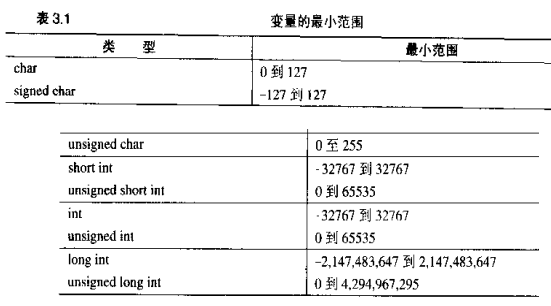 表3.1 变量的最小范围
类 型 最小范围
char 0 到 127
signed char -127 到 127
unsigned char 0 至 255
short int -32767 到 32767
unsigned short int 0 到 65535
int -32767 到 32767
unsigned int 0 到 65535
long int -2,147,483,647 到 2,147,483,647
unsigned long int 0 到 4,294,967,295